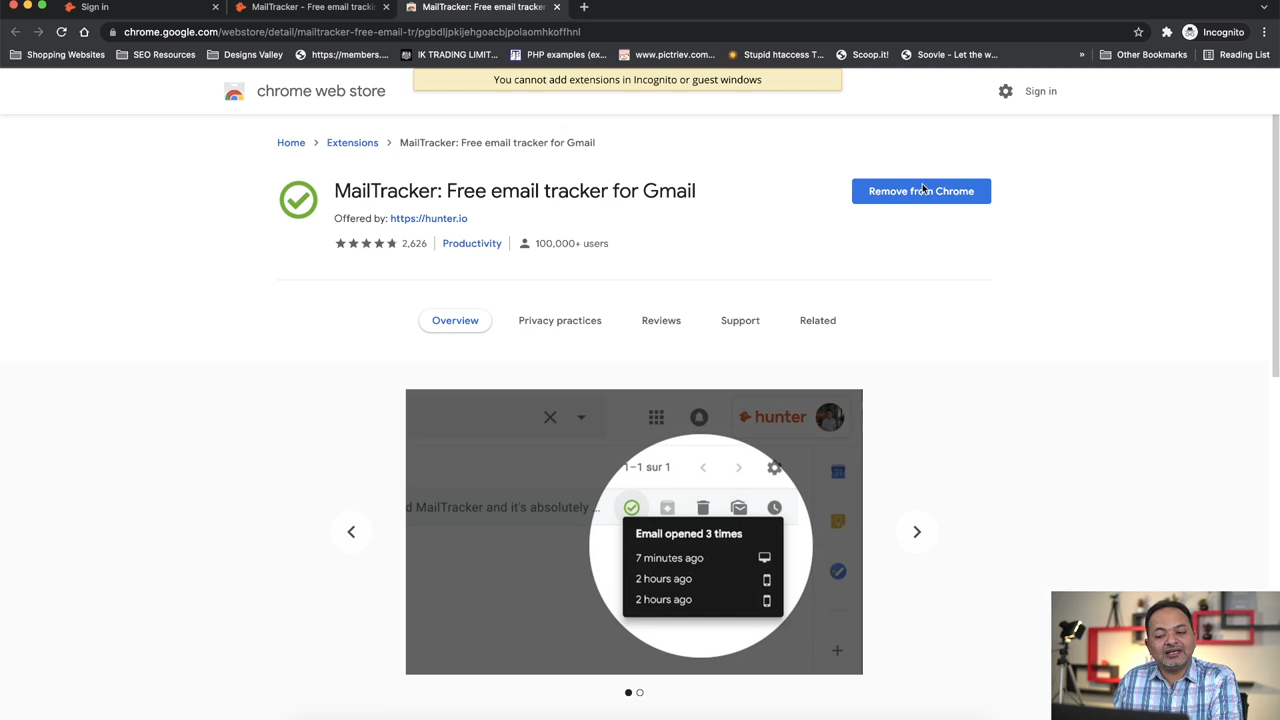 Sign in
MailTracker - Free email trackin
MailTracker: Free email tracke
chrome.google.com/webstore/detail/mailtracker-free-email-tr/pgbdljpkijehgoacbjpolaomhkoffhnl
Incognito
Shopping Websites
SEO Resources
Designs Valley
https://members....
IK TRADING LIMIT...
PHP examples (ex...
www.pictriev.com...
Stupid htaccess T...
Scoop.it!
Soovle - Let the w...
»
Other Bookmarks
Reading List
You cannot add extensions in Incognito or guest windows
chrome web store
Sign in
Home > Extensions > MailTracker: Free email tracker for Gmail
MailTracker: Free email tracker for Gmail
Remove from Chrome
Offered by: https://hunter.io
2,626
Productivity
100,000+ users
Overview
Privacy practices
Reviews
Support
Related
hunter
1–1 sur 1
d MailTracker and it's absolutely ...
Email opened 3 times
7 minutes ago
2 hours ago
2 hours ago